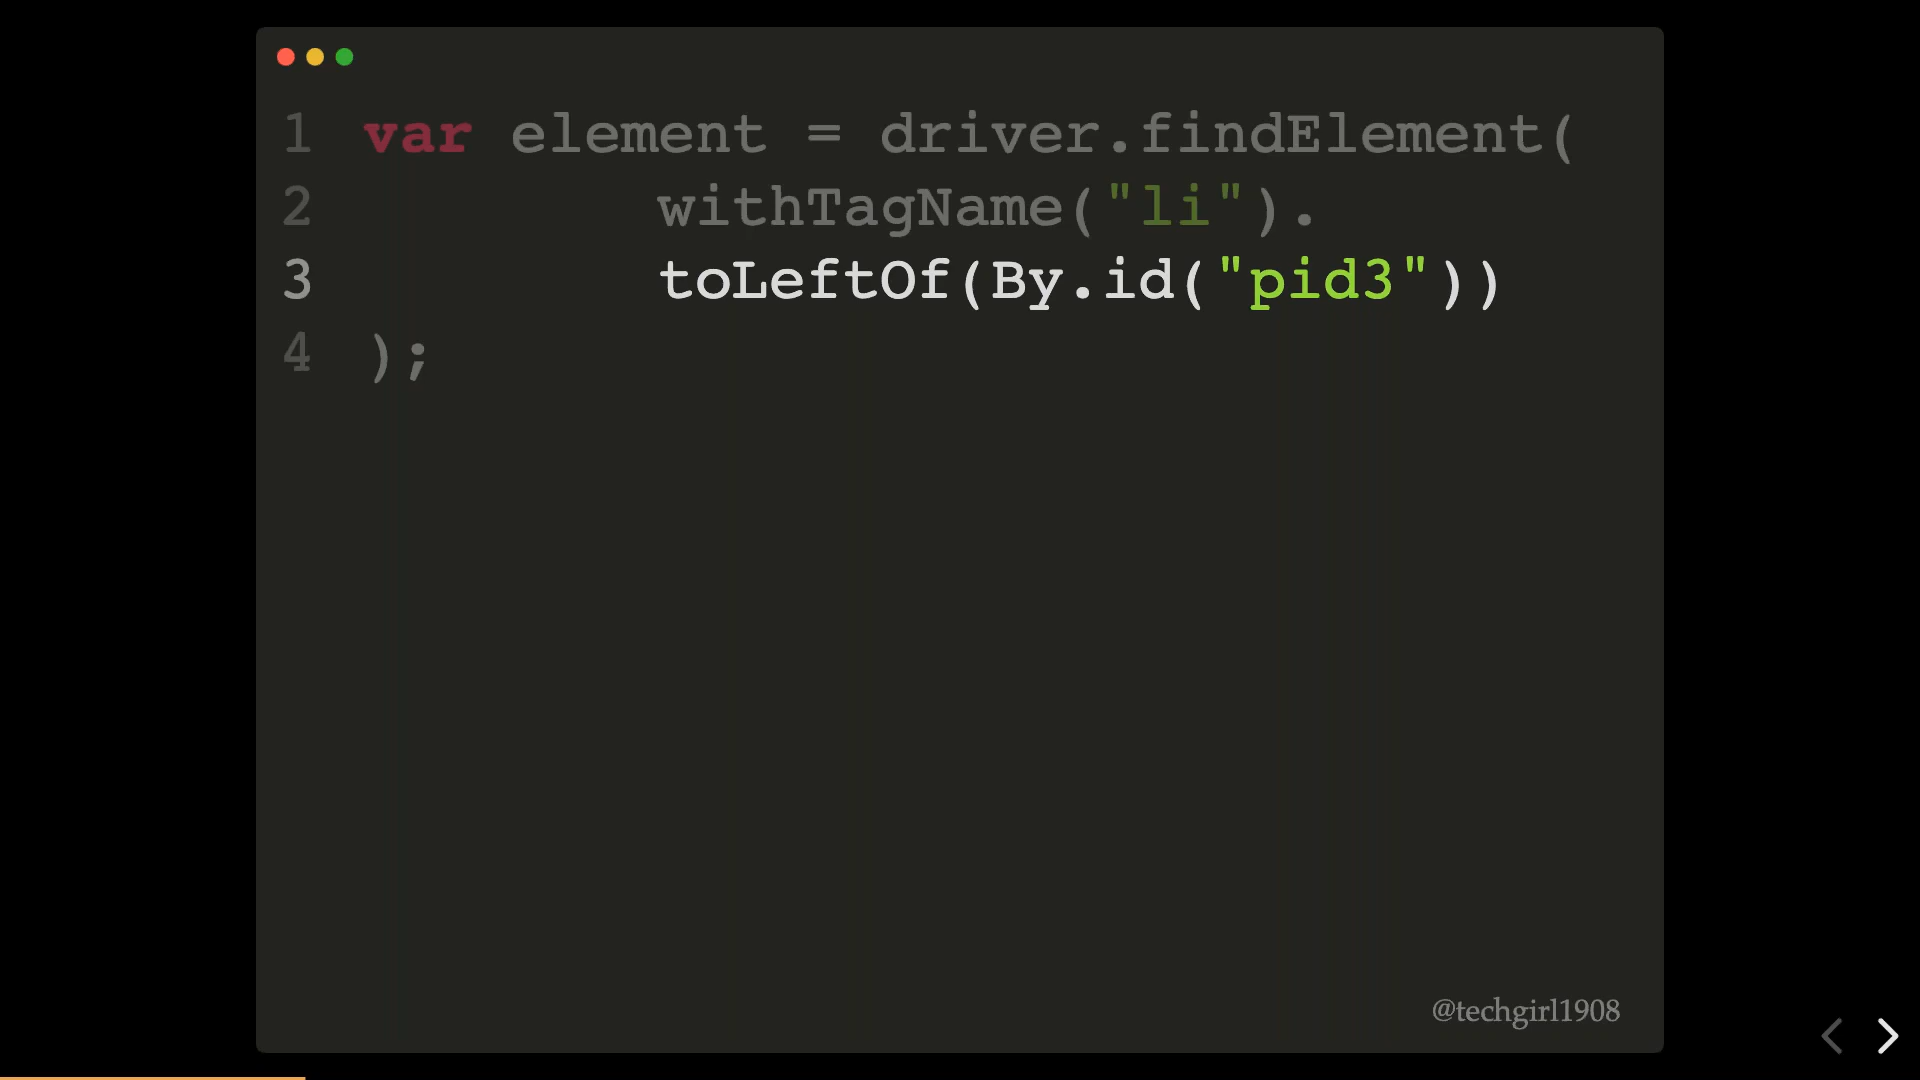 1 var element = driver.findElement(
2 withTagName("li").
3 toLeftOf(By.id("pid3"))
4 );
@techgirl1908